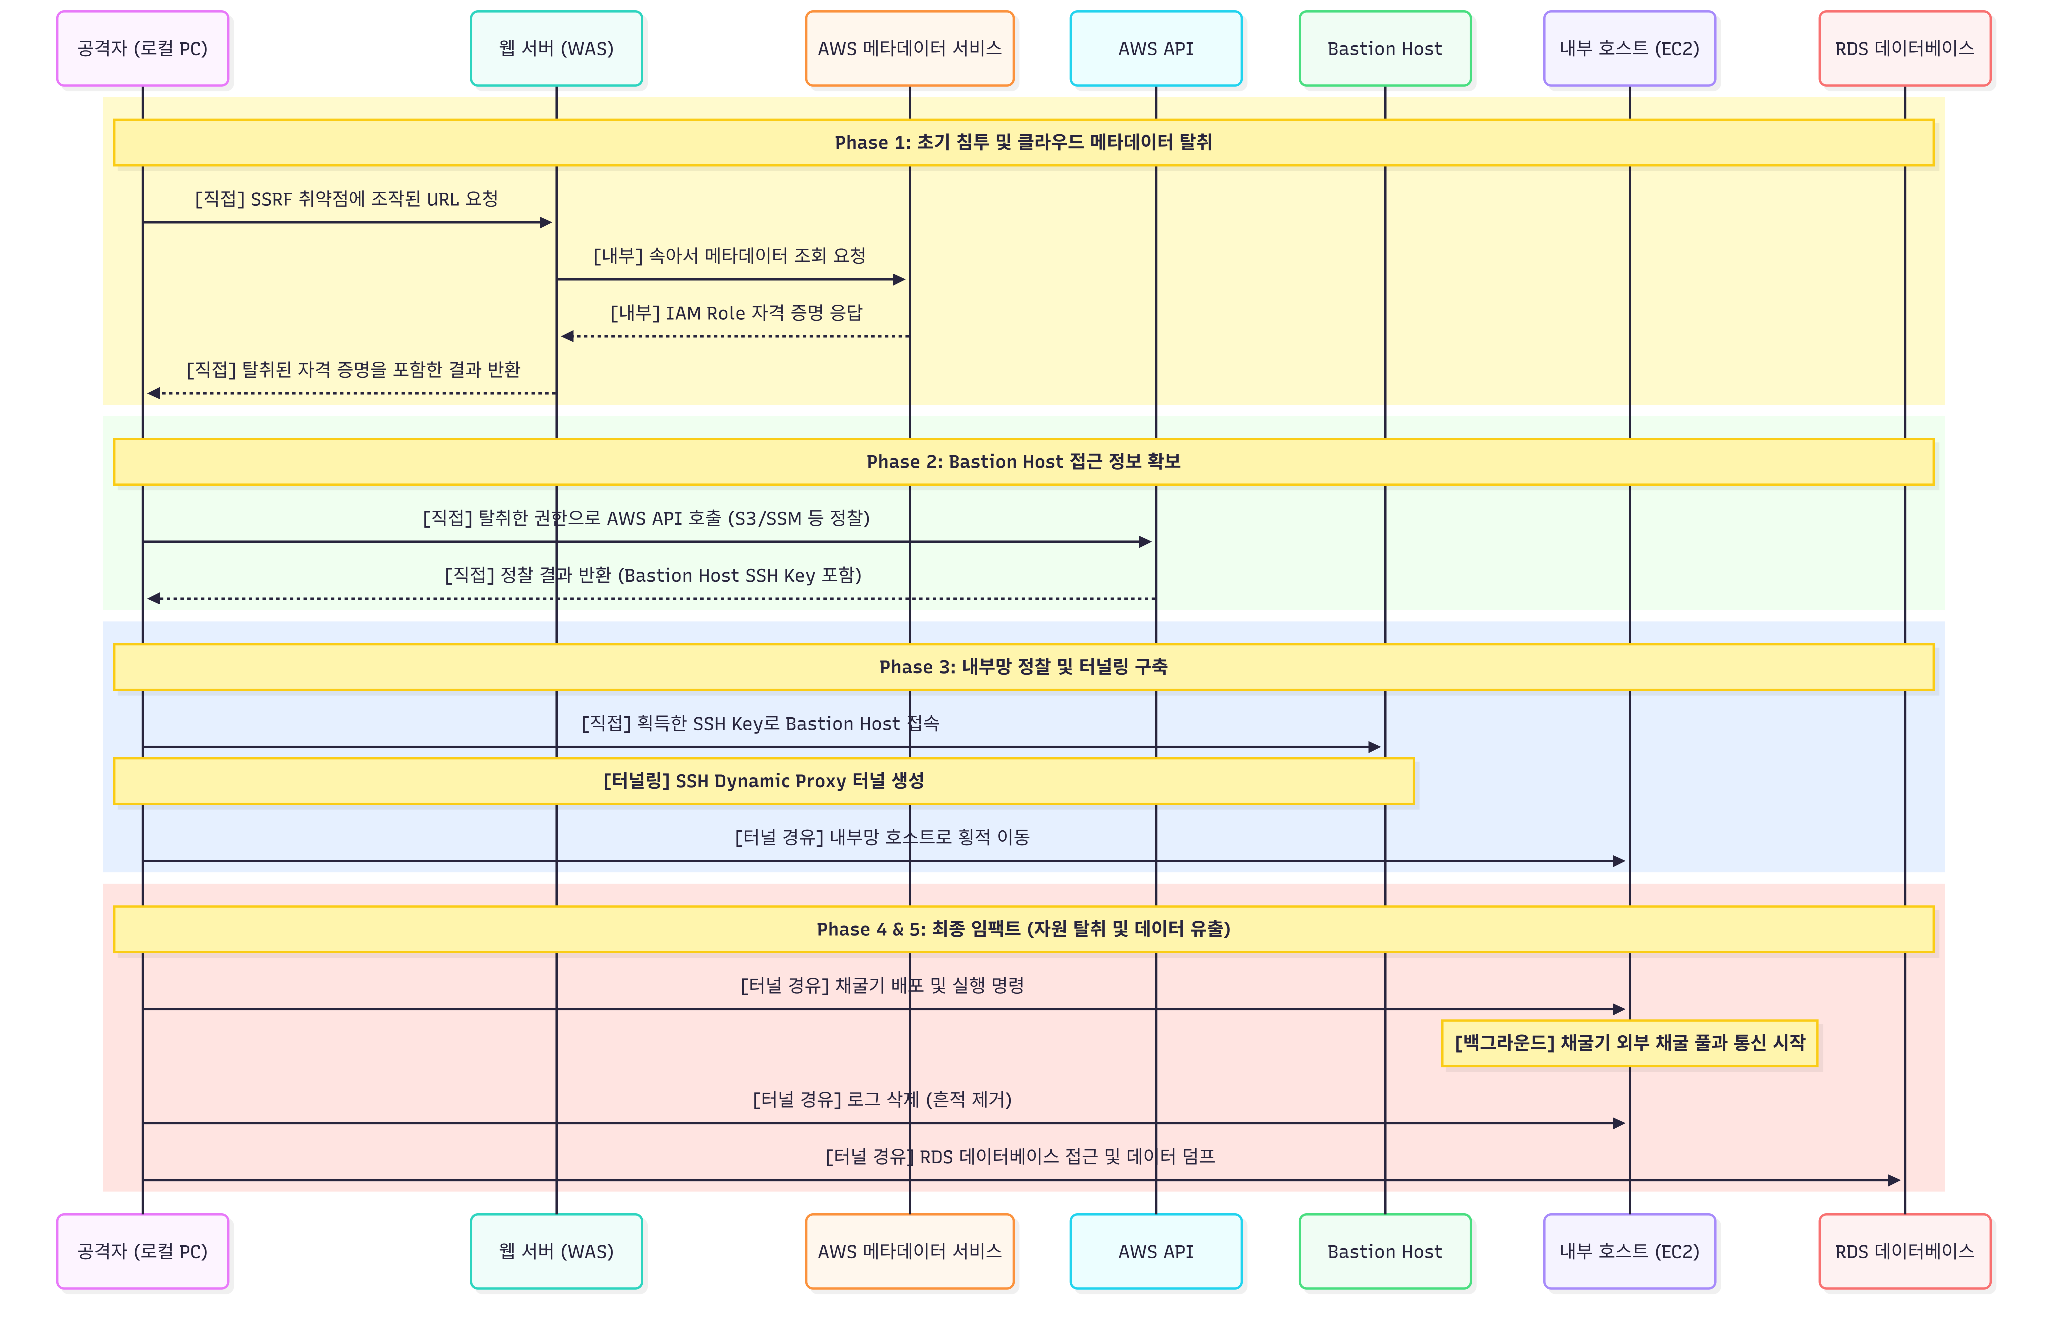 공격자 (로컬 PC)
웹 서버 (WAS)
AWS 메타데이터 서비스
AWS API
Bastion Host
내부 호스트 (EC2)
RDS 데이터베이스
Phase 1: 초기 침투 및 클라우드 메타데이터 탈취
[직접] SSRF 취약점에 조작된 URL 요청
[내부] 속아서 메타데이터 조회 요청
[내부] IAM Role 자격 증명 응답
[직접] 탈취된 자격 증명을 포함한 결과 반환
Phase 2: Bastion Host 접근 정보 확보
[직접] 탈취한 권한으로 AWS API 호출 (S3/SSM 등 정찰)
[직접] 정찰 결과 반환 (Bastion Host SSH Key 포함)
Phase 3: 내부망 정찰 및 터널링 구축
[직접] 획득한 SSH Key로 Bastion Host 접속
[터널링] SSH Dynamic Proxy 터널 생성
[터널 경유] 내부망 호스트로 횡적 이동
Phase 4 & 5: 최종 임팩트 (자원 탈취 및 데이터 유출)
[터널 경유] 채굴기 배포 및 실행 명령
[백그라운드] 채굴기 외부 채굴 풀과 통신 시작
[터널 경유] 로그 삭제 (흔적 제거)
[터널 경유] RDS 데이터베이스 접근 및 데이터 덤프
공격자 (로컬 PC)
웹 서버 (WAS)
AWS 메타데이터 서비스
AWS API
Bastion Host
내부 호스트 (EC2)
RDS 데이터베이스